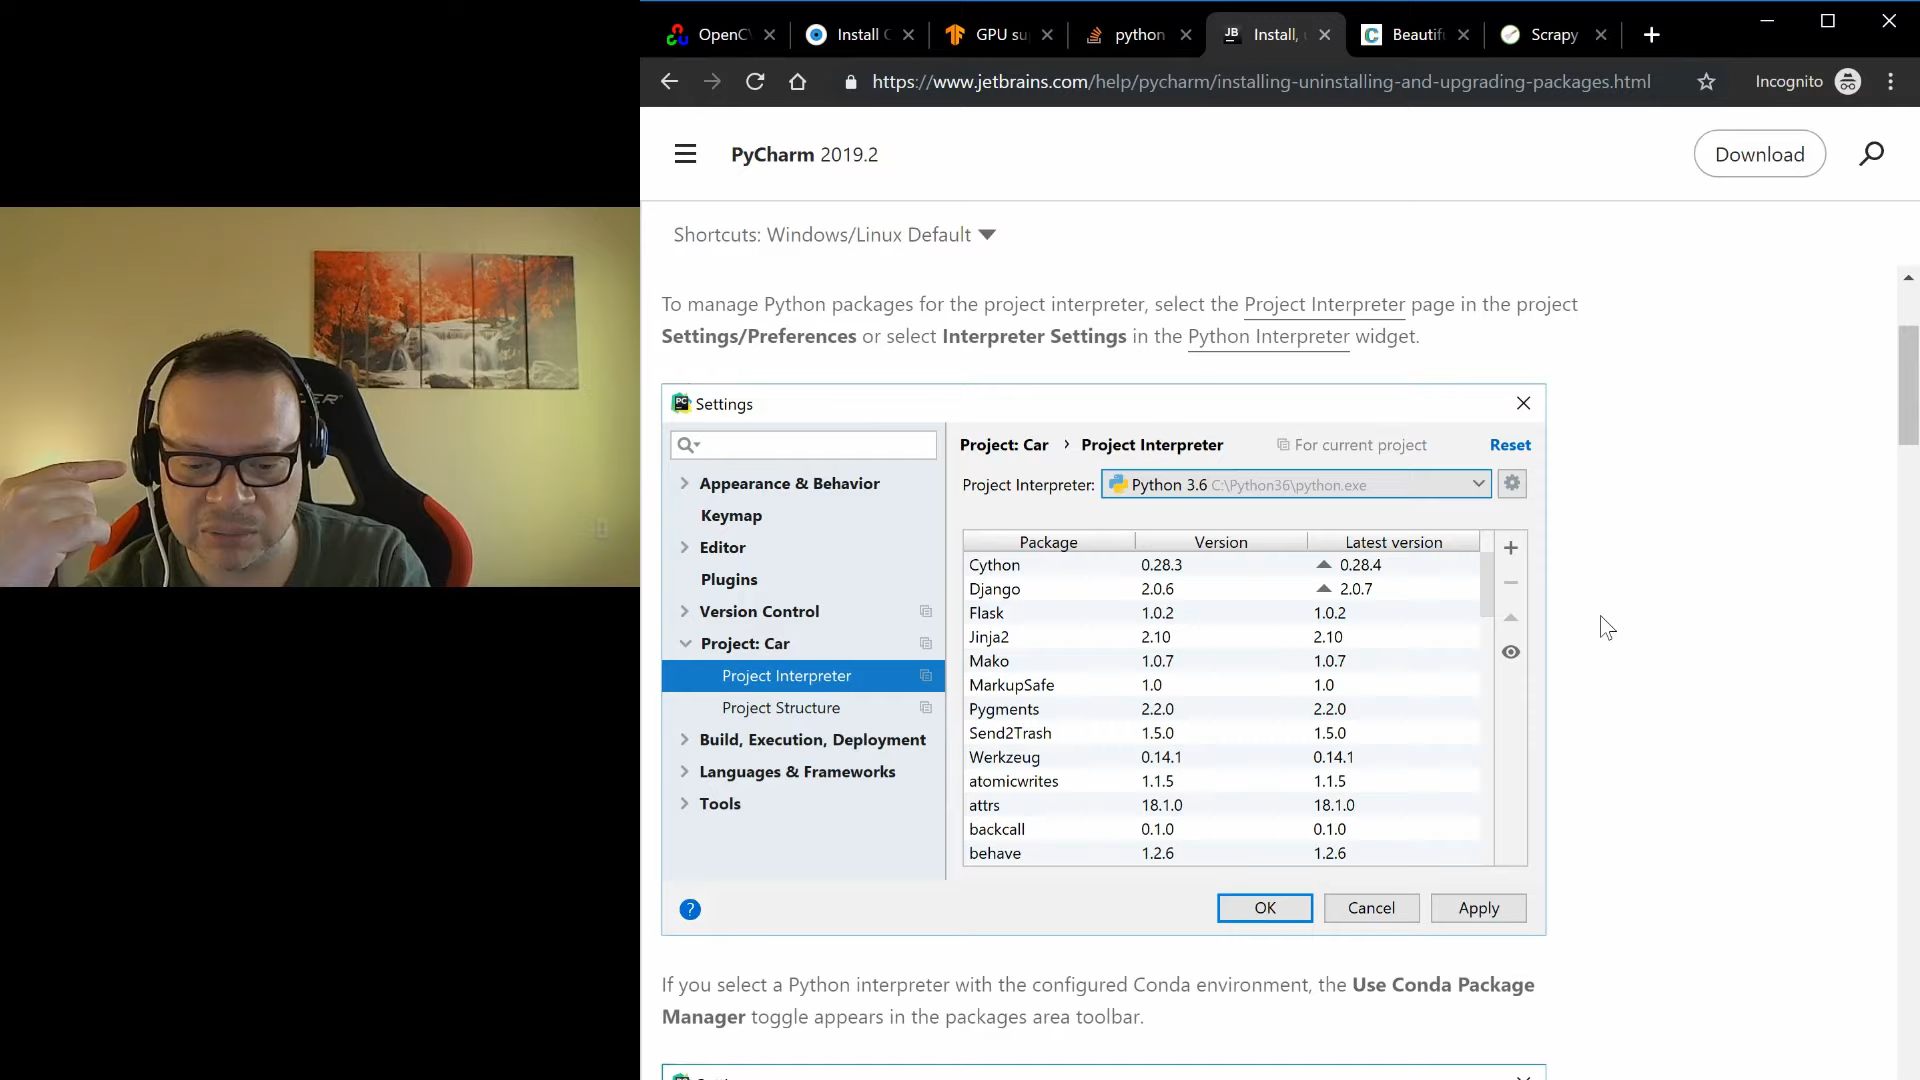 OpenCV
Install
GPU su
python
JB
Install,
Beautifu
Scrapy
https://www.jetbrains.com/help/pycharm/installing-uninstalling-and-upgrading-packages.html
Incognito
PyCharm 2019.2
Download
Shortcuts: Windows/Linux Default
To manage Python packages for the project interpreter, select the Project Interpreter page in the project
Settings/Preferences or select Interpreter Settings in the Python Interpreter widget.
PC Settings
Project: Car › Project Interpreter For current project Reset
Project Interpreter: Python 3.6 C:\Python36\python.exe
Appearance & Behavior
Keymap
Editor
Plugins
Version Control
Project: Car
Project Interpreter
Project Structure
Build, Execution, Deployment
Languages & Frameworks
Tools
Package Version Latest version
Cython 0.28.3 0.28.4
Django 2.0.6 2.0.7
Flask 1.0.2 1.0.2
Jinja2 2.10 2.10
Mako 1.0.7 1.0.7
MarkupSafe 1.0 1.0
Pygments 2.2.0 2.2.0
Send2Trash 1.5.0 1.5.0
Werkzeug 0.14.1 0.14.1
atomicwrites 1.1.5 1.1.5
attrs 18.1.0 18.1.0
backcall 0.1.0 0.1.0
behave 1.2.6 1.2.6
?
OK Cancel Apply
If you select a Python interpreter with the configured Conda environment, the Use Conda Package
Manager toggle appears in the packages area toolbar.